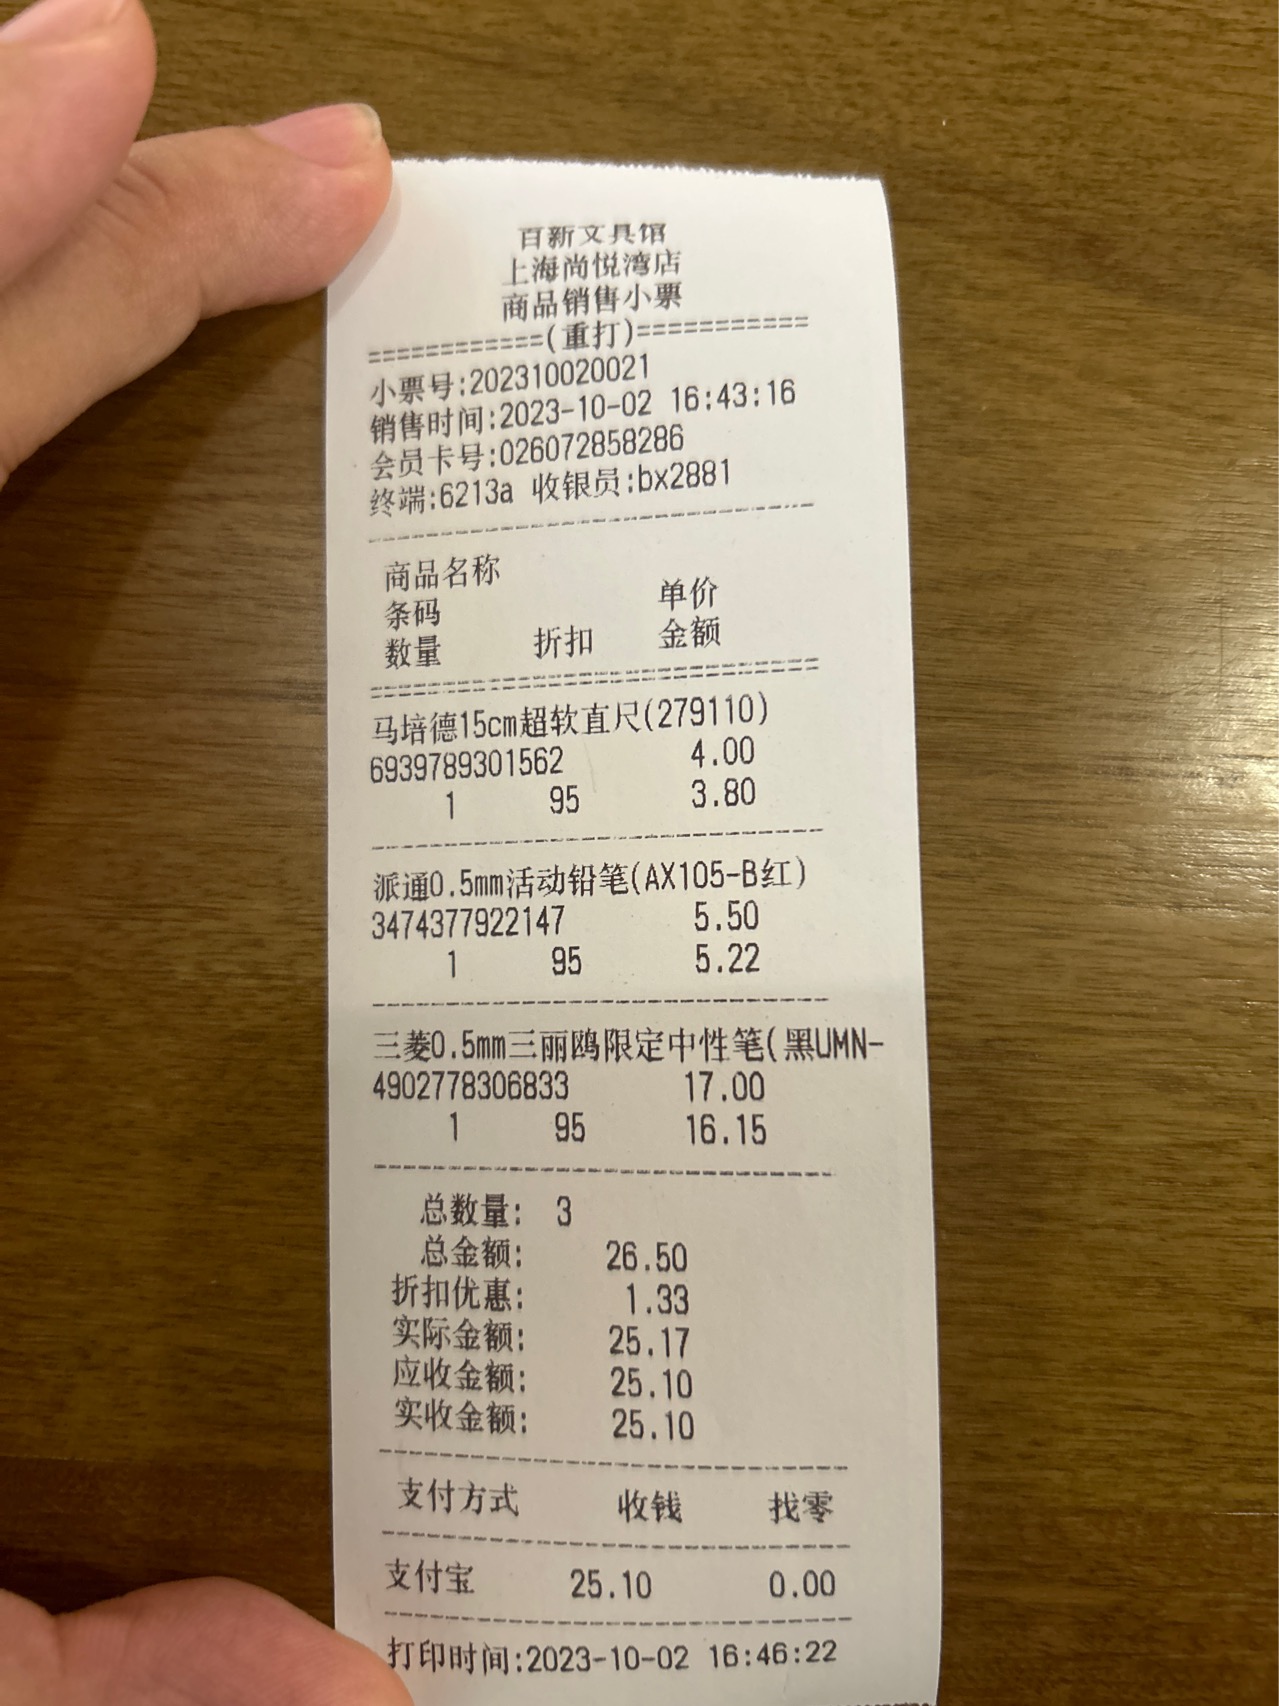 百新文具馆
上海尚悦湾店
商品销售小票
============(重打)============
小票号:202310020021
销售时间:2023-10-02 16:43:16
会员卡号:026072858286
终端:6213a 收银员:bx2881
商品名称
条码 单价
数量 折扣 金额
马培德15cm超软直尺(279110)
6939789301562 4.00
1 95 3.80
派通0.5mm活动铅笔(AX105-B红)
3474377922147 5.50
1 95 5.22
三菱0.5mm三丽鸥限定中性笔(黑UMN-
4902778306833 17.00
1 95 16.15
总数量: 3
总金额: 26.50
折扣优惠: 1.33
实际金额: 25.17
应收金额: 25.10
实收金额: 25.10
支付方式 收钱 找零
支付宝 25.10 0.00
打印时间:2023-10-02 16:46:22